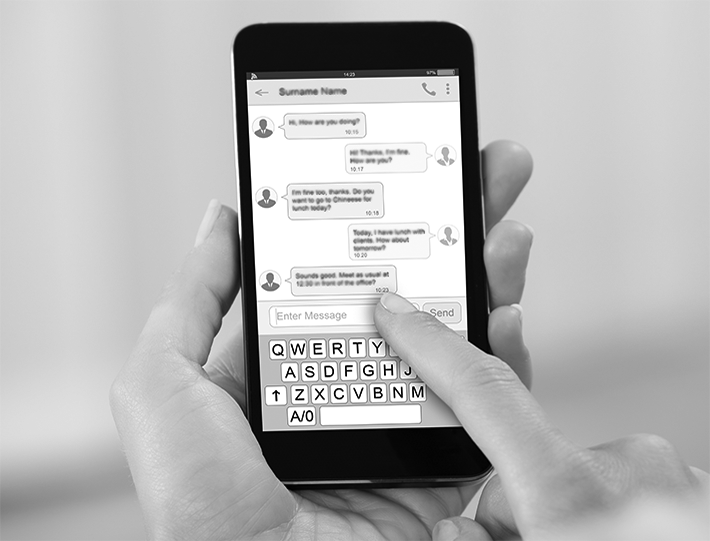 14:23
97%
Surname Name
Hi, How are you doing?
10:15
Hi! Thanks, I'm fine.
How are you?
10:17
I'm fine too, thanks. Do you
want to go to Chineese for
lunch today?
10:18
Today, I have lunch with
clients. How about
tomorrow?
10:20
Sounds good. Meet as usual at
12:30 in front of the office?
10:23
Enter Message
Send
Q W E R T Y
A S D F G H J
Z X C V B N M
A/0